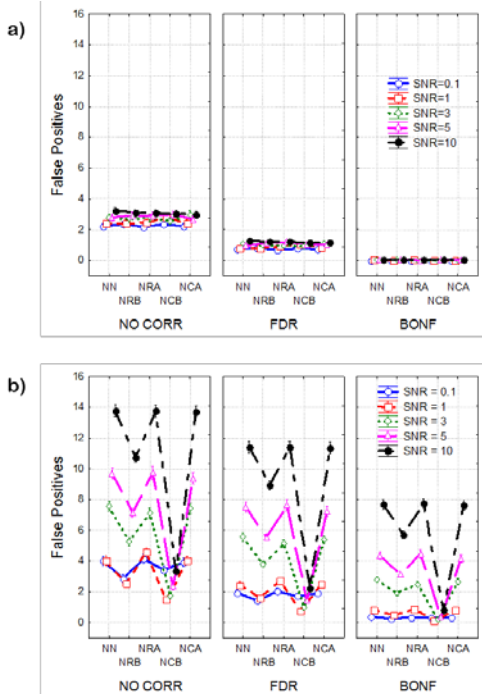 a)
False Positives
16
14
12
10
8
6
4
2
0
SNR=0.1
SNR=1
SNR=3
SNR=5
SNR=10
NN NRA NCA NN NRA NCA NN NRA NCA
NRB NCB NRB NCB NRB NCB
NO CORR FDR BONF
b)
False Positives
16
14
12
10
8
6
4
2
0
SNR = 0.1
SNR = 1
SNR = 3
SNR = 5
SNR = 10
NN NRA NCA NN NRA NCA NN NRA NCA
NRB NCB NRB NCB NRB NCB
NO CORR FDR BONF